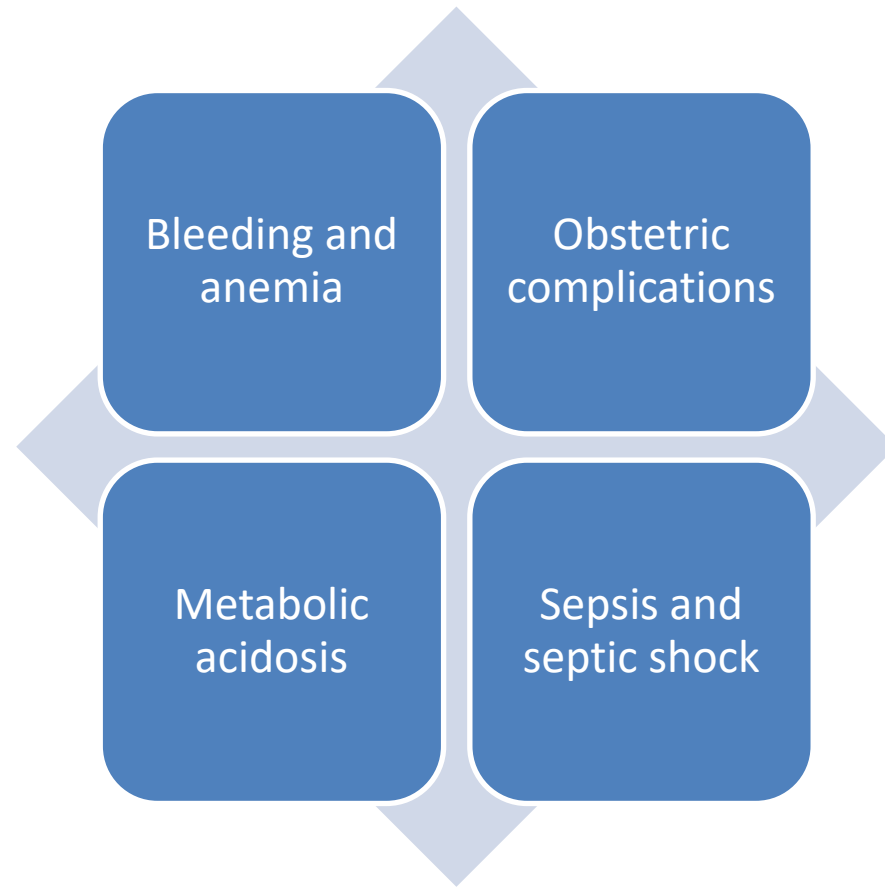 Bleeding and
anemia
Obstetric
complications
Metabolic
acidosis
Sepsis and
septic shock